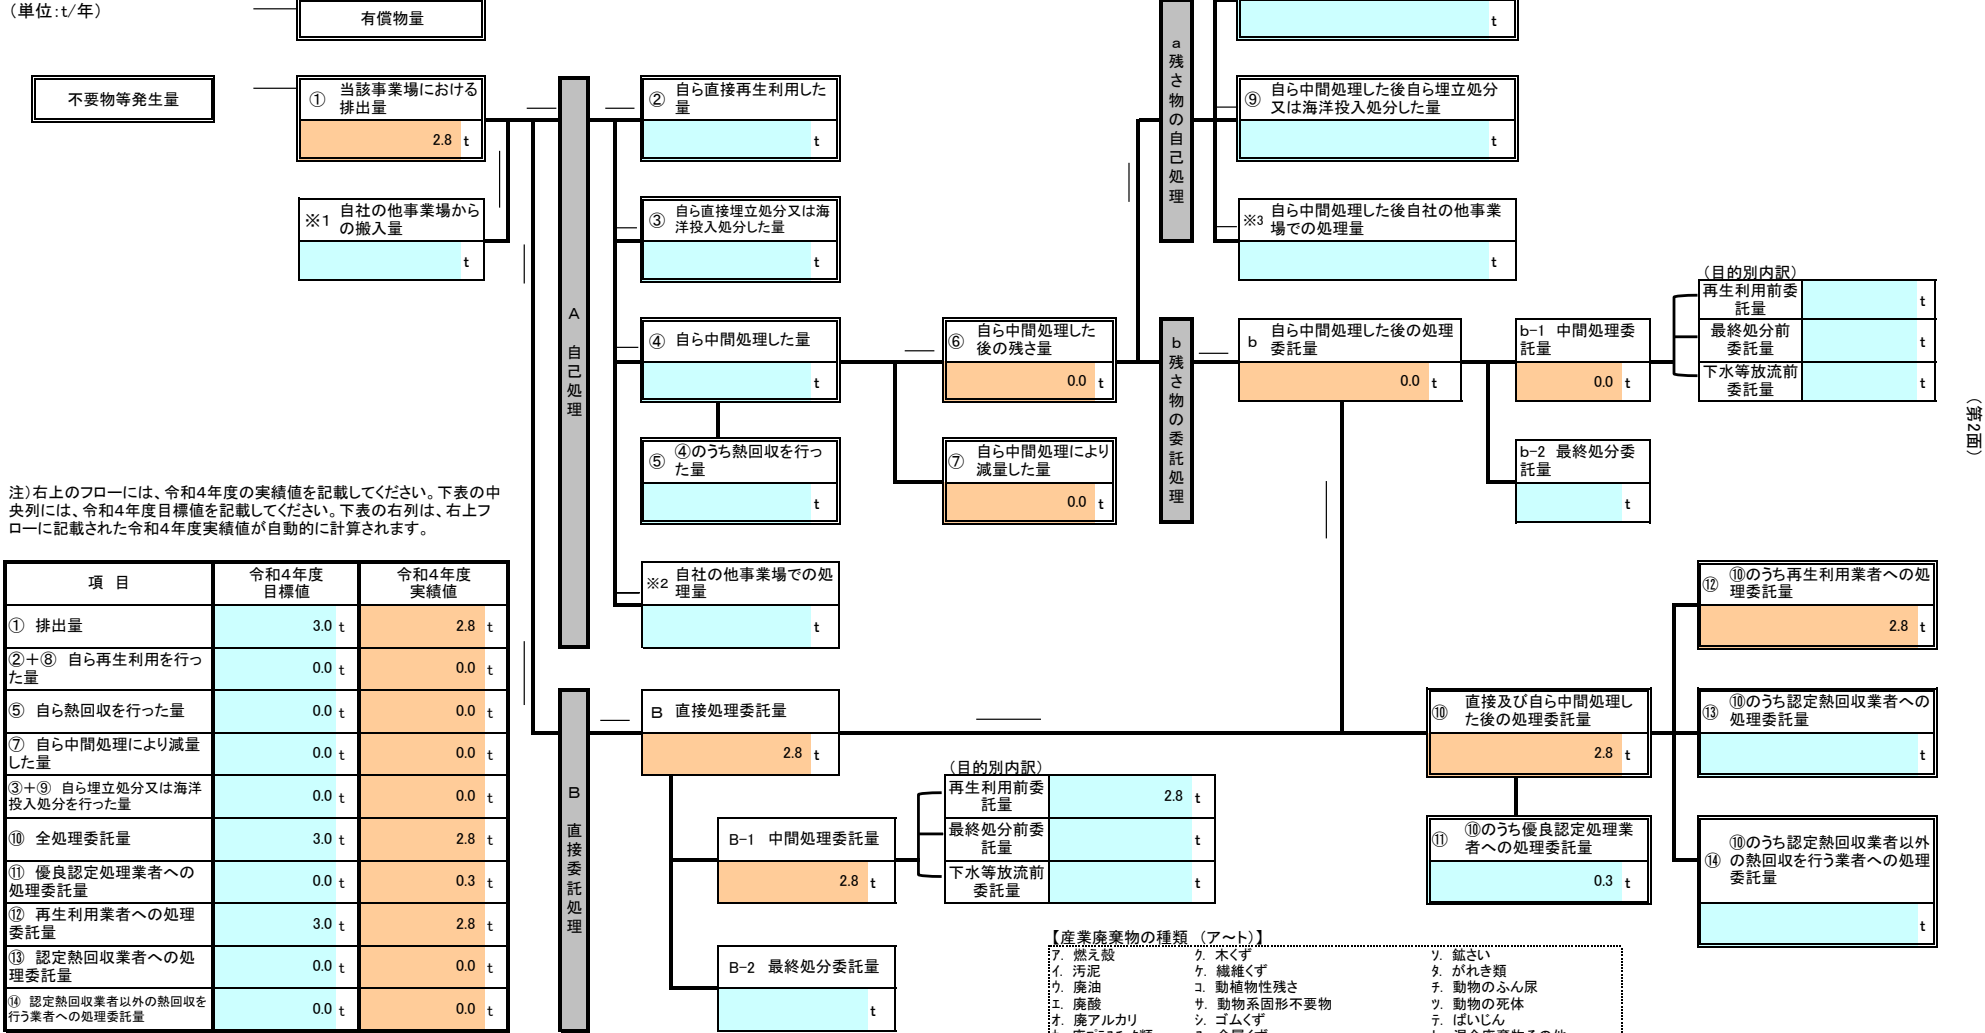 （単位：t/年）
有償物量
t
不要物等発生量
① 当該事業場における
排出量
2.8 t
※1 自社の他事業場から
の搬入量
t
A 自己処理
② 自ら直接再生利用した
量
t
③ 自ら直接埋立処分又は海
洋投入処分した量
t
④ 自ら中間処理した量
t
⑤ ④のうち熱回収を行っ
た量
t
※2 自社の他事業場での処
理量
t
⑥ 自ら中間処理した
後の残さ量
0.0 t
⑦ 自ら中間処理により
減量した量
0.0 t
a 残さ物の自己処理
⑨ 自ら中間処理した後自ら埋立処分
又は海洋投入処分した量
t
※3 自ら中間処理した後自社の他事業
場での処理量
t
b 残さ物の委託処理
b 自ら中間処理した後の処理
委託量
0.0 t
b-1 中間処理委
託量
0.0 t
b-2 最終処分委
託量
t
（目的別内訳）
再生利用前委
託量
t
最終処分前
委託量
t
下水等放流前
委託量
t
（第2面）
注）右上のフローには、令和４年度の実績値を記載してください。下表の中
央列には、令和４年度目標値を記載してください。下表の右列は、右上フ
ローに記載された令和４年度実績値が自動的に計算されます。
項 目
令和４年度
目標値
令和４年度
実績値
① 排出量 3.0 t 2.8 t
②＋⑧ 自ら再生利用を行っ
た量 0.0 t 0.0 t
⑤ 自ら熱回収を行った量 0.0 t 0.0 t
⑦ 自ら中間処理により減量
した量 0.0 t 0.0 t
③＋⑨ 自ら埋立処分又は海洋
投入処分を行った量 0.0 t 0.0 t
⑩ 全処理委託量 3.0 t 2.8 t
⑪ 優良認定処理業者への
処理委託量 0.0 t 0.3 t
⑫ 再生利用業者への処理
委託量 3.0 t 2.8 t
⑬ 認定熱回収業者への処
理委託量 0.0 t 0.0 t
⑭ 認定熱回収業者以外の熱回収を
行う業者への処理委託量 0.0 t 0.0 t
B 直接委託処理
B 直接処理委託量
2.8 t
B-1 中間処理委託量
2.8 t
B-2 最終処分委託量
t
（目的別内訳）
再生利用前委
託量
2.8 t
最終処分前委
託量
t
下水等放流前
委託量
t
⑩ 直接及び自ら中間処理し
た後の処理委託量
2.8 t
⑪ ⑩のうち優良認定処理業
者への処理委託量
0.3 t
⑫ ⑩のうち再生利用業者への処
理委託量
2.8 t
⑬ ⑩のうち認定熱回収業者への
処理委託量
t
⑭ ⑩のうち認定熱回収業者以外
の熱回収を行う業者への処理
委託量
t
【産業廃棄物の種類 （ア～ト）】
ア. 燃え殻 ク. 木くず ソ. 鉱さい
イ. 汚泥 ケ. 繊維くず タ. がれき類
ウ. 廃油 コ. 動植物性残さ チ. 動物のふん尿
エ. 廃酸 サ. 動物系固形不要物 ツ. 動物の死体
オ. 廃アルカリ シ. ゴムくず テ. ばいじん